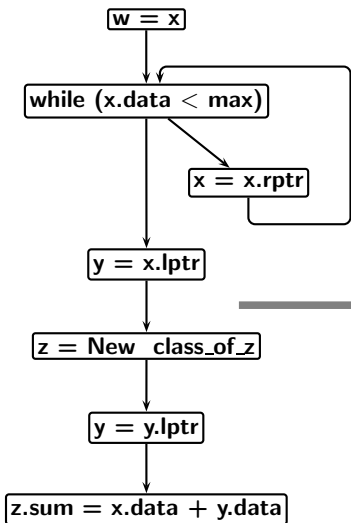 w = x
while (x.data < max)
x = x.rptr
y = x.lptr
z = New class_of_z
y = y.lptr
z.sum = x.data + y.data